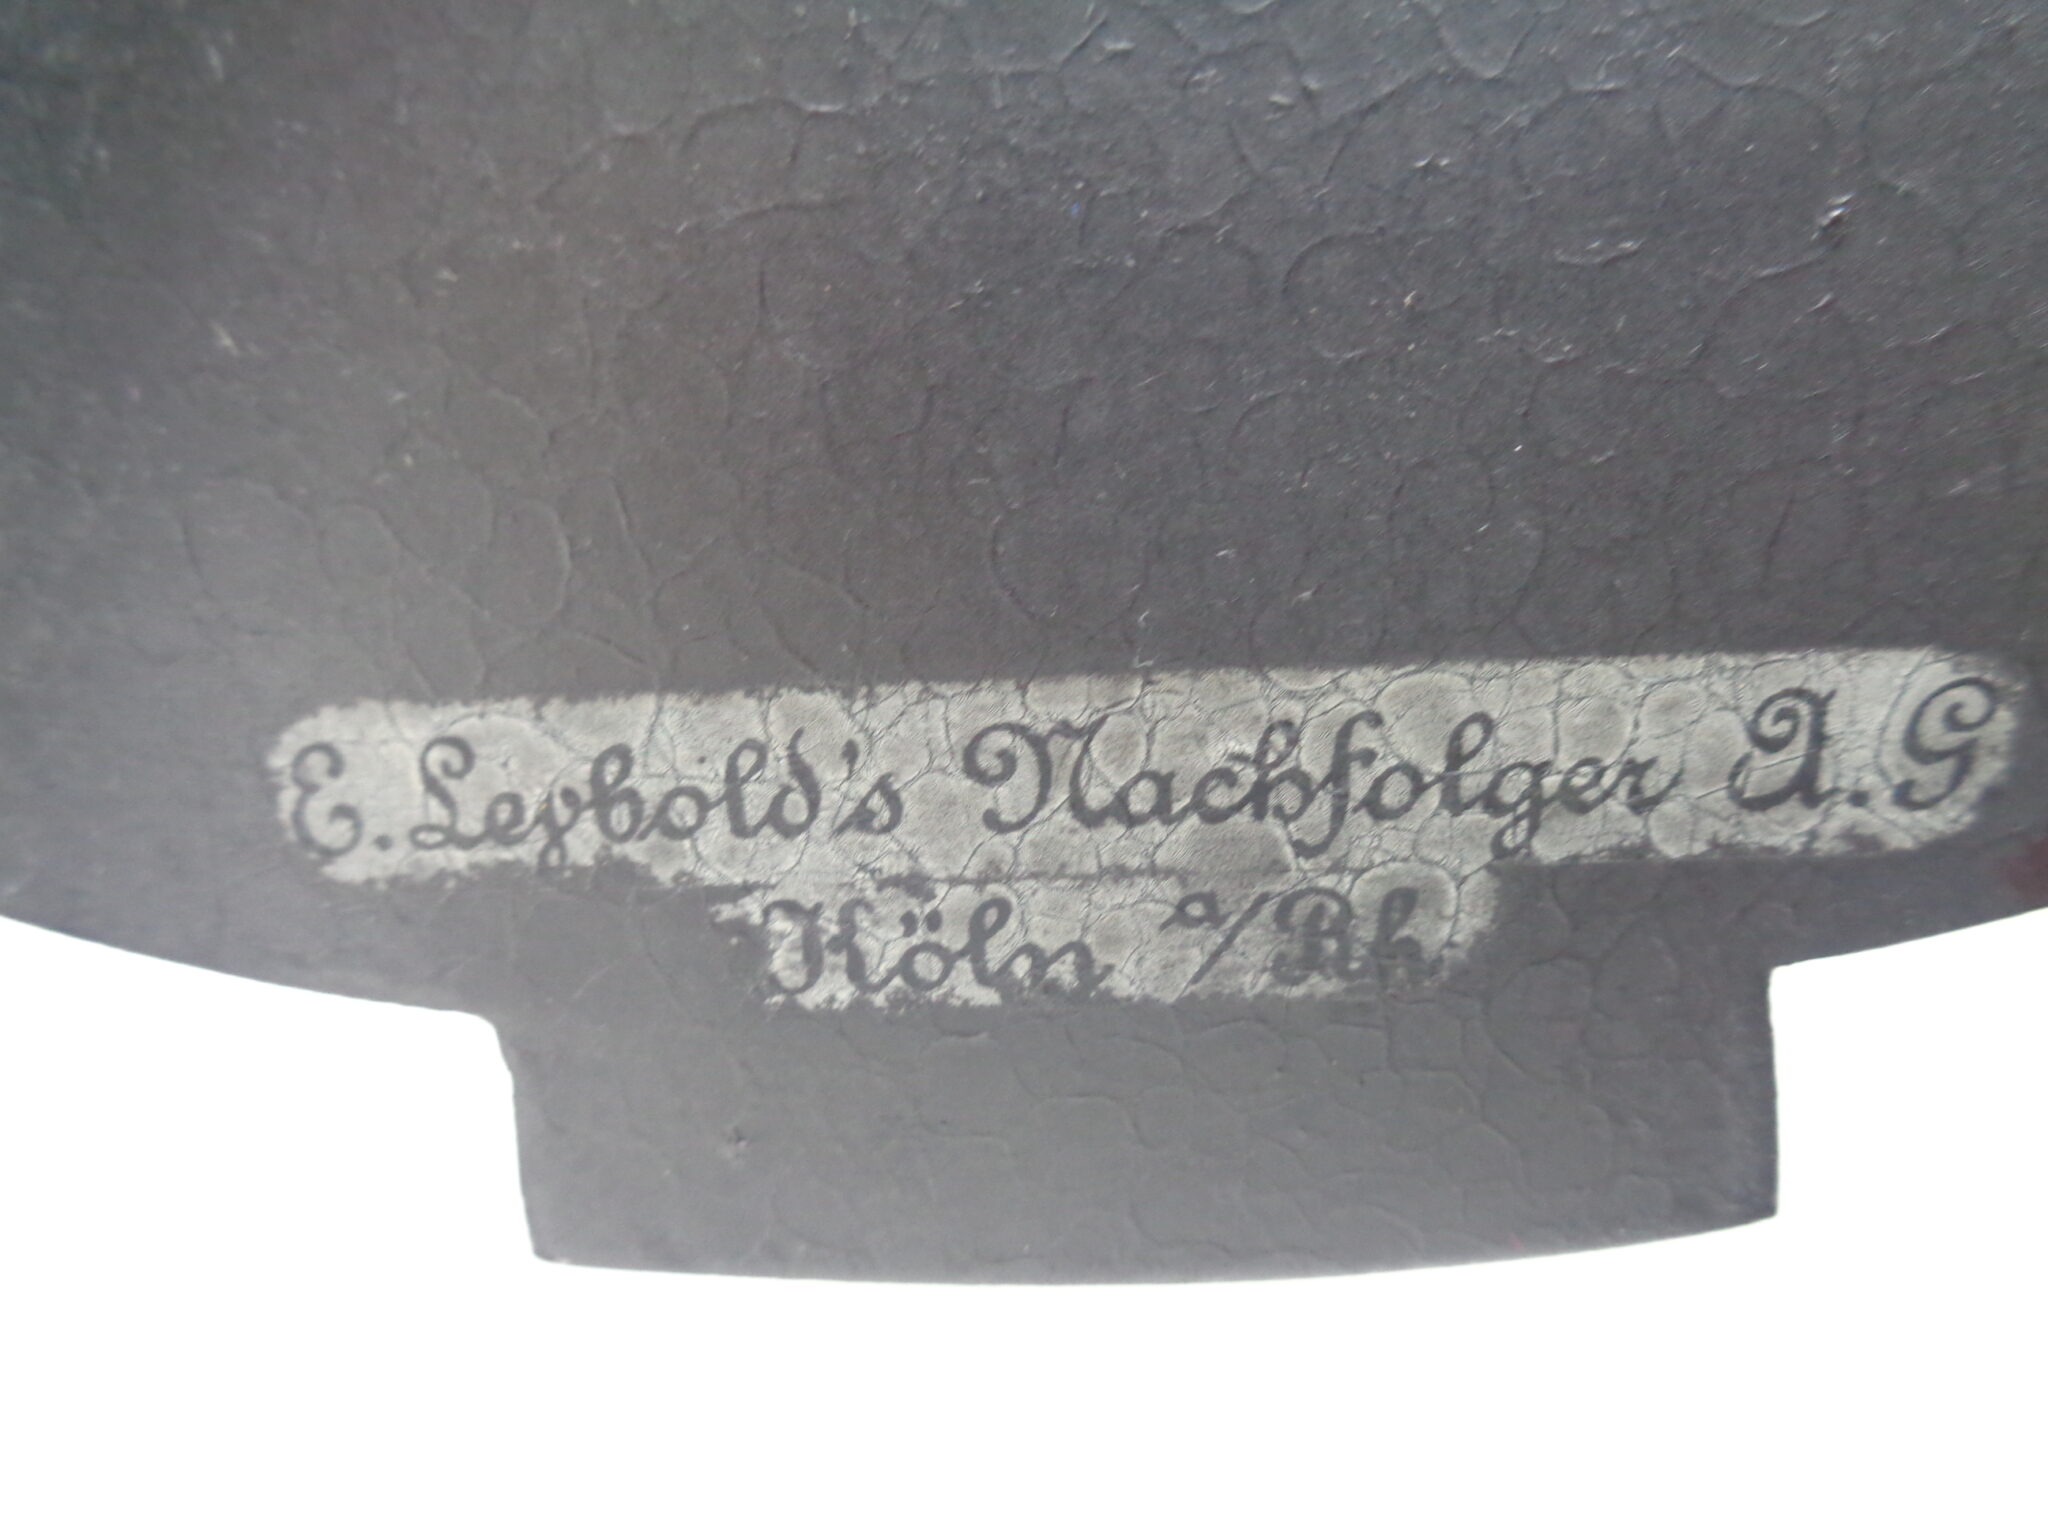 E. Leybold's Nachfolger A.G
Köln a/Rh